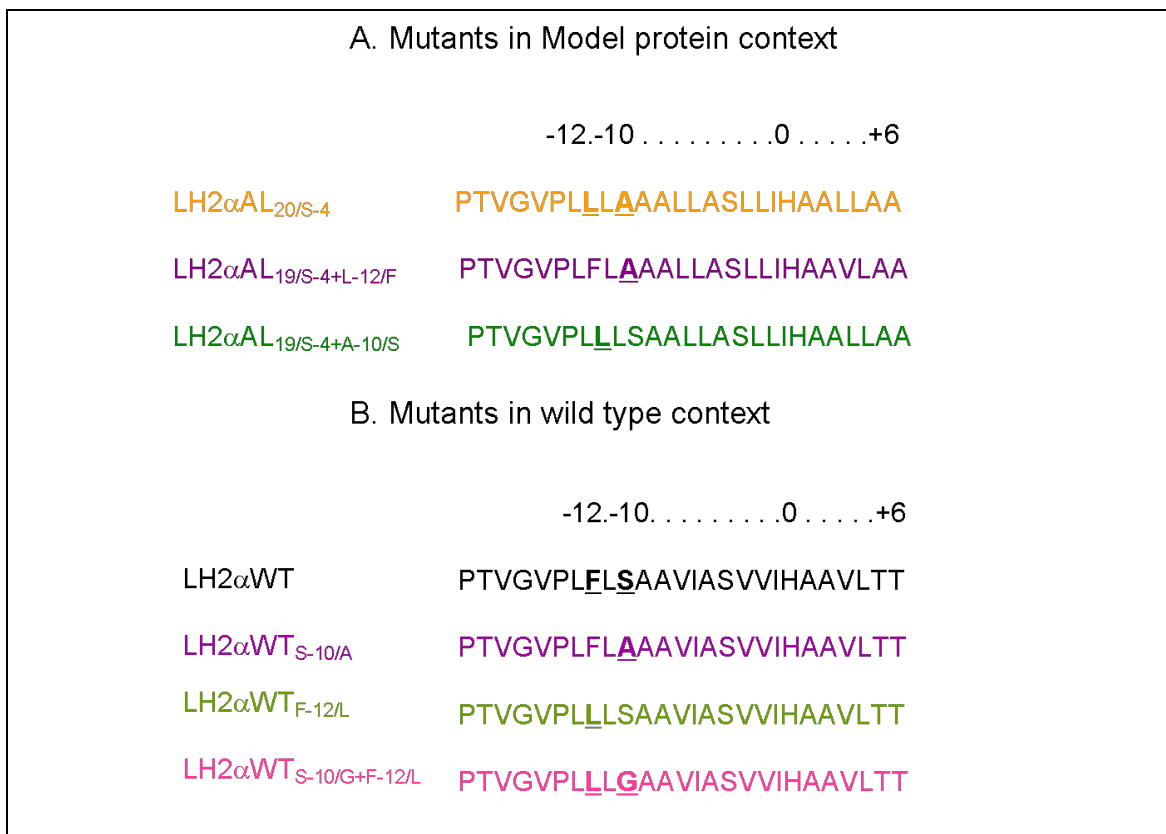 A. Mutants in Model protein context
-12.-10 . . . . . . . . .0 . . . . .+6
LH2αAL20/S-4 PTVGVPLLLAAALLASLLIHAALLAA
LH2αAL19/S-4+L-12/F PTVGVPLFLAAALLASLLIHAAVLAA
LH2αAL19/S-4+A-10/S PTVGVPLLLSAALLASLLIHAALLAA
B. Mutants in wild type context
-12.-10. . . . . . . . .0 . . . . .+6
LH2αWT PTVGVPLFLSAAVIASVVIHAAVLTT
LH2αWTS-10/A PTVGVPLFLAAAVIASVVIHAAVLTT
LH2αWTF-12/L PTVGVPLLLSAAVIASVVIHAAVLTT
LH2αWTS-10/G+F-12/L PTVGVPLLLGAAVIASVVIHAAVLTT